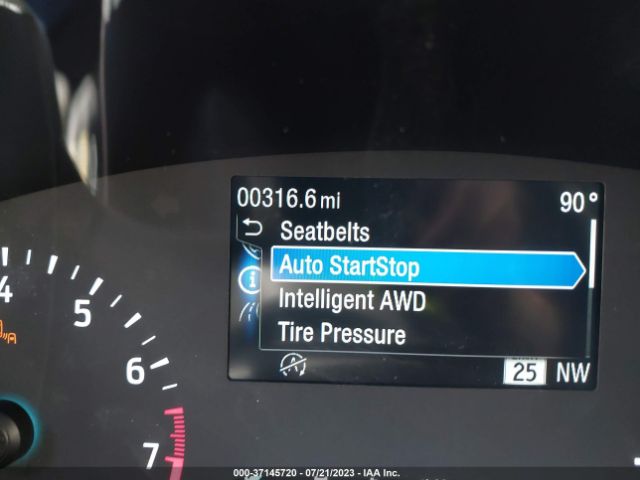 00316.6 mi 90°
Seatbelts
Auto StartStop
Intelligent AWD
Tire Pressure
A 25 NW
4
5
6
7
000-37145720 - 07/21/2023 - IAA Inc.